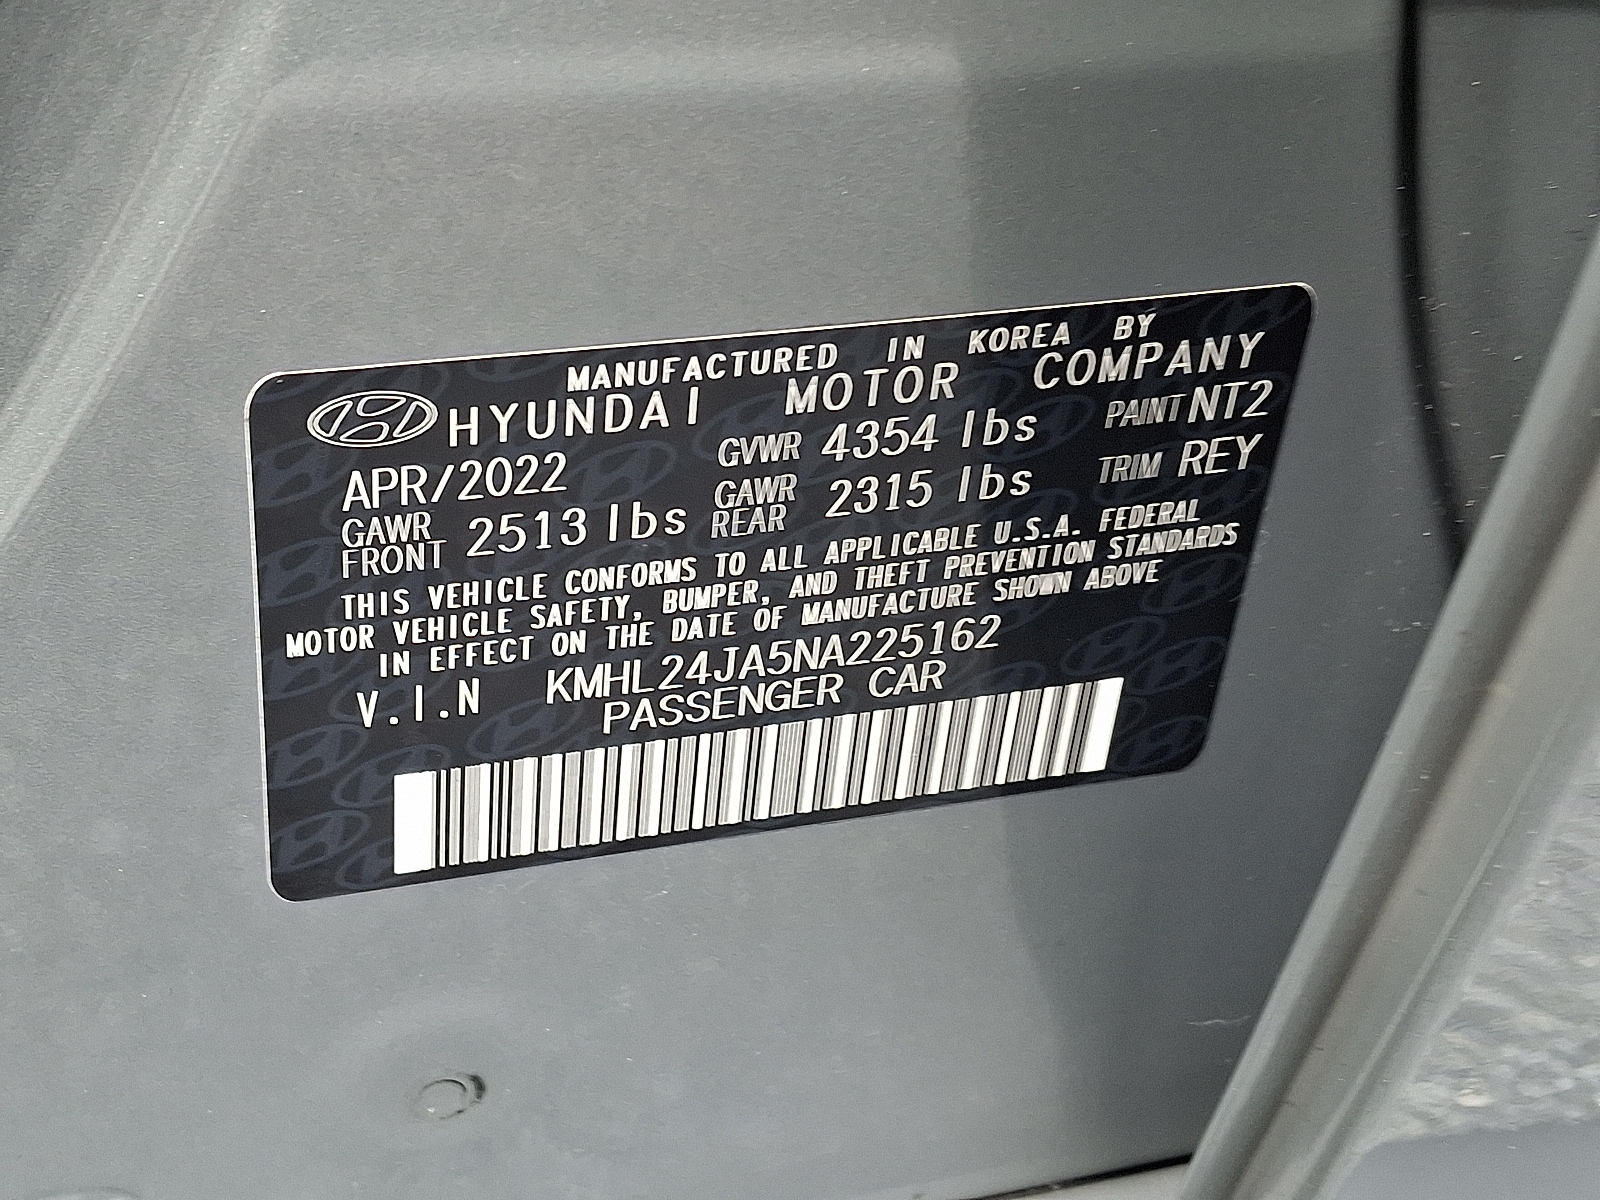 MANUFACTURED IN KOREA BY
HYUNDAI MOTOR COMPANY
APR/2022 GVWR 4354 lbs PAINT NT2
GAWR FRONT 2513 lbs GAWR REAR 2315 lbs TRIM REY
THIS VEHICLE CONFORMS TO ALL APPLICABLE U.S.A. FEDERAL
MOTOR VEHICLE SAFETY, BUMPER, AND THEFT PREVENTION STANDARDS
IN EFFECT ON THE DATE OF MANUFACTURE SHOWN ABOVE
V.I.N KMHL24JA5NA225162
PASSENGER CAR